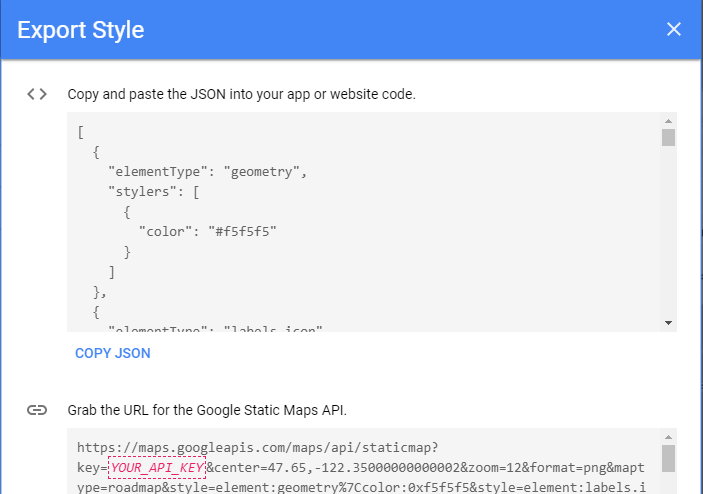 Export Style
Copy and paste the JSON into your app or website code.
[
{
"elementType": "geometry",
"stylers": [
{
"color": "#f5f5f5"
}
]
},
{
"elementType": "labels.icon"
COPY JSON
Grab the URL for the Google Static Maps API.
https://maps.googleapis.com/maps/api/staticmap?
key=YOUR_API_KEY&center=47.65,-122.35000000000002&zoom=12&format=png&mapt
ype=roadmap&style=element:geometry%7Ccolor:0xf5f5f5&style=element:labels.i